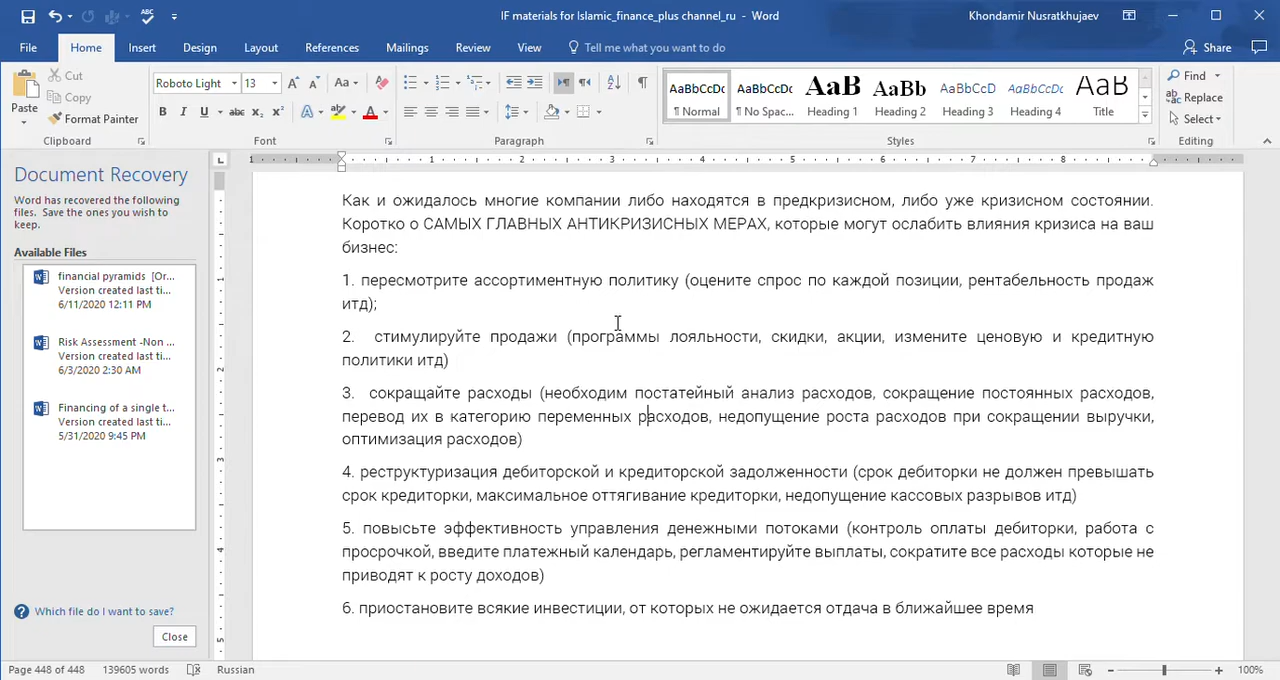 IF materials for Islamic_finance_plus channel_ru - Word
Khondamir Nusratkhujaev
File Home Insert Design Layout References Mailings Review View Tell me what you want to do Share
Cut
Copy
Format Painter
Paste
Clipboard
Roboto Light 13
Font
Paragraph
AaBbCcDc AaBbCcDc AaB AaBb AaBbCcD AaBbCcDc AaB
¶ Normal ¶ No Spac... Heading 1 Heading 2 Heading 3 Heading 4 Title
Styles
Find
Replace
Select
Editing
Document Recovery
Word has recovered the following
files. Save the ones you wish to
keep.
Available Files
financial pyramids [Or...
Version created last ti...
6/11/2020 12:11 PM
Risk Assessment -Non ...
Version created last ti...
6/3/2020 2:30 AM
Financing of a single t...
Version created last ti...
5/31/2020 9:45 PM
Which file do I want to save?
Close
1 1 2 3 4 5 6 7 8
Как и ожидалось многие компании либо находятся в предкризисном, либо уже кризисном состоянии.
Коротко о САМЫХ ГЛАВНЫХ АНТИКРИЗИСНЫХ МЕРАХ, которые могут ослабить влияния кризиса на ваш
бизнес:
1. пересмотрите ассортиментную политику (оцените спрос по каждой позиции, рентабельность продаж
итд);
2. стимулируйте продажи (программы лояльности, скидки, акции, измените ценовую и кредитную
политики итд)
3. сокращайте расходы (необходим постатейный анализ расходов, сокращение постоянных расходов,
перевод их в категорию переменных расходов, недопущение роста расходов при сокращении выручки,
оптимизация расходов)
4. реструктуризация дебиторской и кредиторской задолженности (срок дебиторки не должен превышать
срок кредиторки, максимальное оттягивание кредиторки, недопущение кассовых разрывов итд)
5. повысьте эффективность управления денежными потоками (контроль оплаты дебиторки, работа с
просрочкой, введите платежный календарь, регламентируйте выплаты, сократите все расходы которые не
приводят к росту доходов)
6. приостановите всякие инвестиции, от которых не ожидается отдача в ближайшее время
Page 448 of 448 139605 words Russian 100%